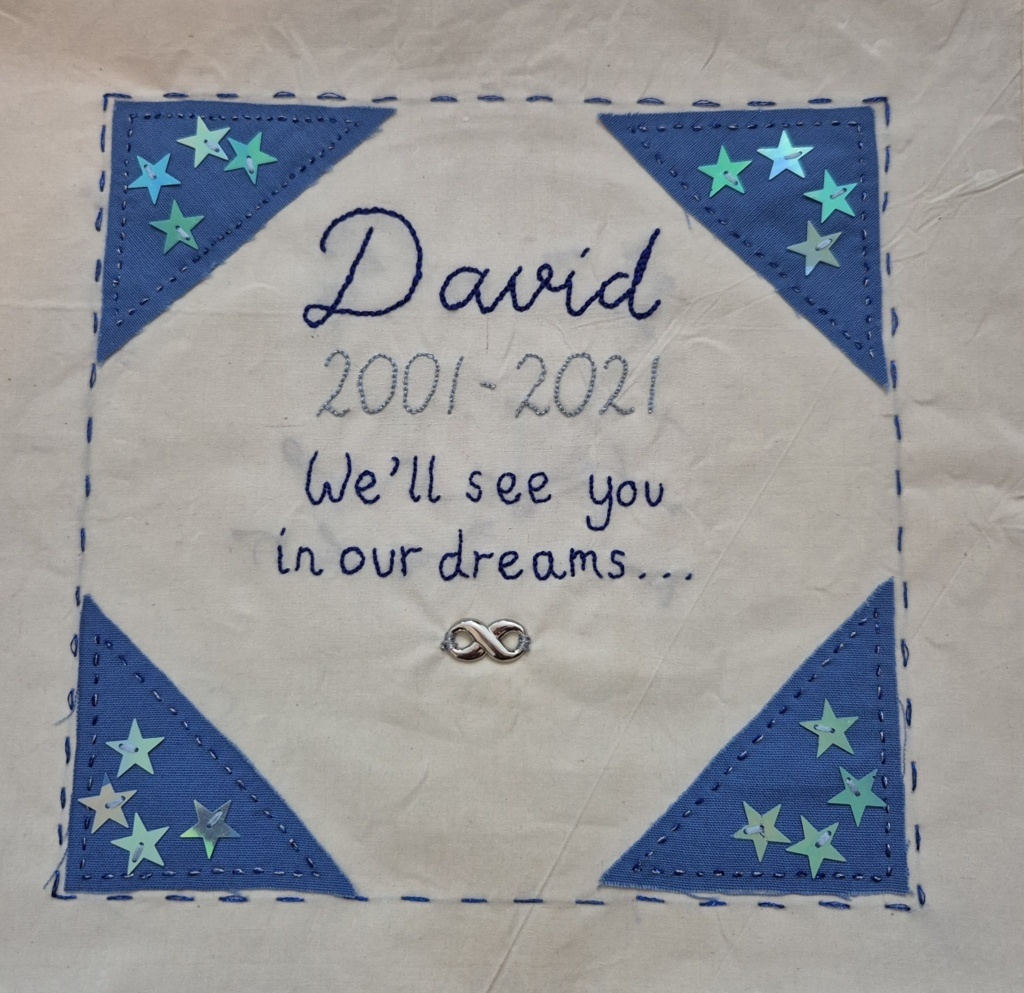 David
2001-2021
We'll see you
in our dreams...